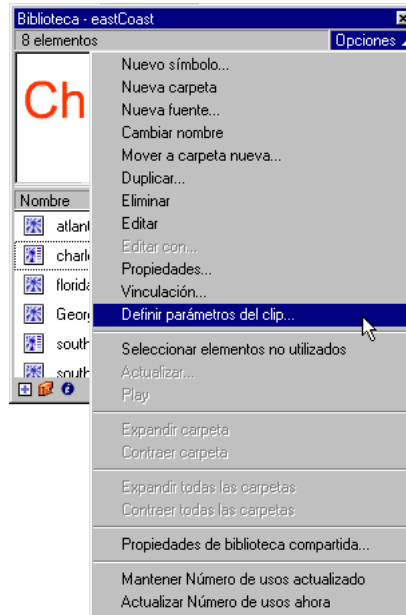 Biblioteca - eastCoast
8 elementos Opciones
Ch
Nuevo símbolo...
Nueva carpeta
Nueva fuente...
Cambiar nombre
Mover a carpeta nueva...
Duplicar...
Eliminar
Editar
Editar con...
Propiedades...
Vinculación...
Definir parámetros del clip...
Seleccionar elementos no utilizados
Actualizar...
Play
Expandir carpeta
Contraer carpeta
Expandir todas las carpetas
Contraer todas las carpetas
Propiedades de biblioteca compartida...
Mantener Número de usos actualizado
Actualizar Número de usos ahora
Nombre
atlant
charl
florida
Geor
south
south